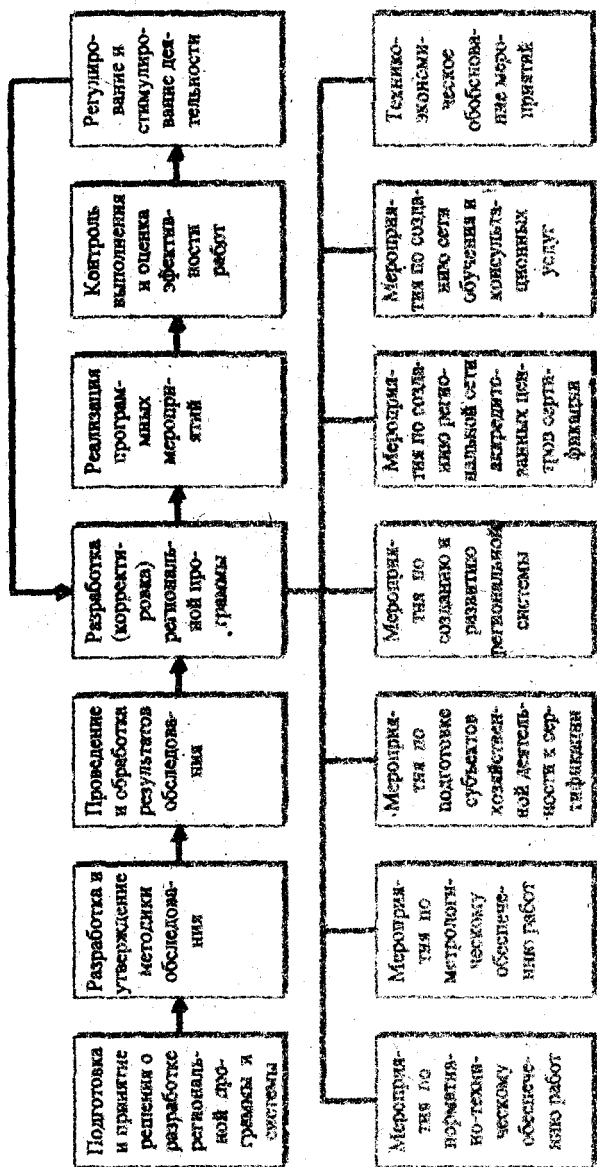 Подготовка
и принятие
решения о
разработке
региональ-
ной про-
граммы и
системы
Разработка и
утверждение
методики
обследова-
ния
Проведение
и обработка
результатов
обследова-
ния
Разработка
(корректи-
ровка)
региональ-
ной про-
граммы
Реализация
програм-
мных
меропри-
ятий
Контроль
выполнения
и оценка
эфектив-
ности
работ
Регулиро-
вание и
стимулиро-
вание дея-
тельности
Мероприя-
тия по
норматив-
но-техни-
ческому
обеспече-
нию работ
Мероприя-
тия по
метрологи-
ческому
обеспече-
нию работ
Мероприя-
тия по
подготовке
субъектов
хозяйствен-
ной деятель-
ности к сер-
тификации
Мероприя-
тия по
созданию и
развитию
региональной
системы
Мероприя-
тия по созда-
нию регио-
нальной сети
аккредито-
ванных цен-
тров серти-
фикации
Мероприя-
тия по созда-
нию сети
обучения и
консульта-
ционных
услуг
Технико-
экономи-
ческое
обобснова-
ние меро-
приятий